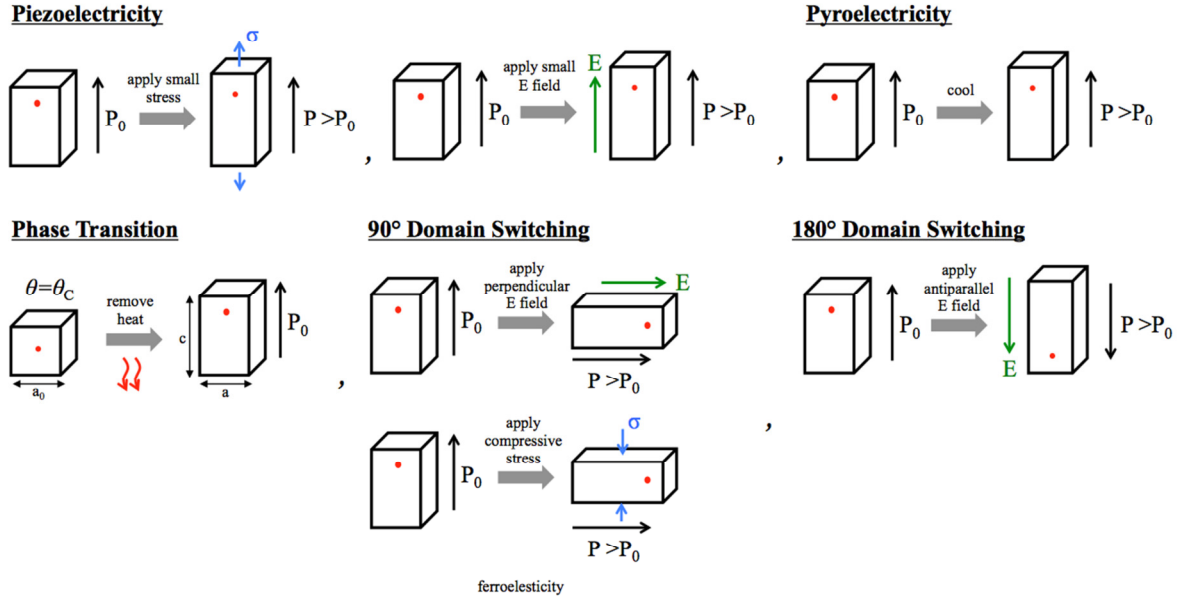 Piezoelectricity
Pyroelectricity
σ
apply small
stress
P₀
P >P₀
,
apply small
E field
P₀
E
P >P₀
,
cool
P₀
P >P₀
Phase Transition
90° Domain Switching
180° Domain Switching
θ=θ_C
remove
heat
a₀
c
a
P₀
,
apply
perpendicular
E field
P₀
E
P >P₀
apply
antiparallel
E field
P₀
E
P >P₀
,
apply
compressive
stress
P₀
σ
P >P₀
ferroelesticity